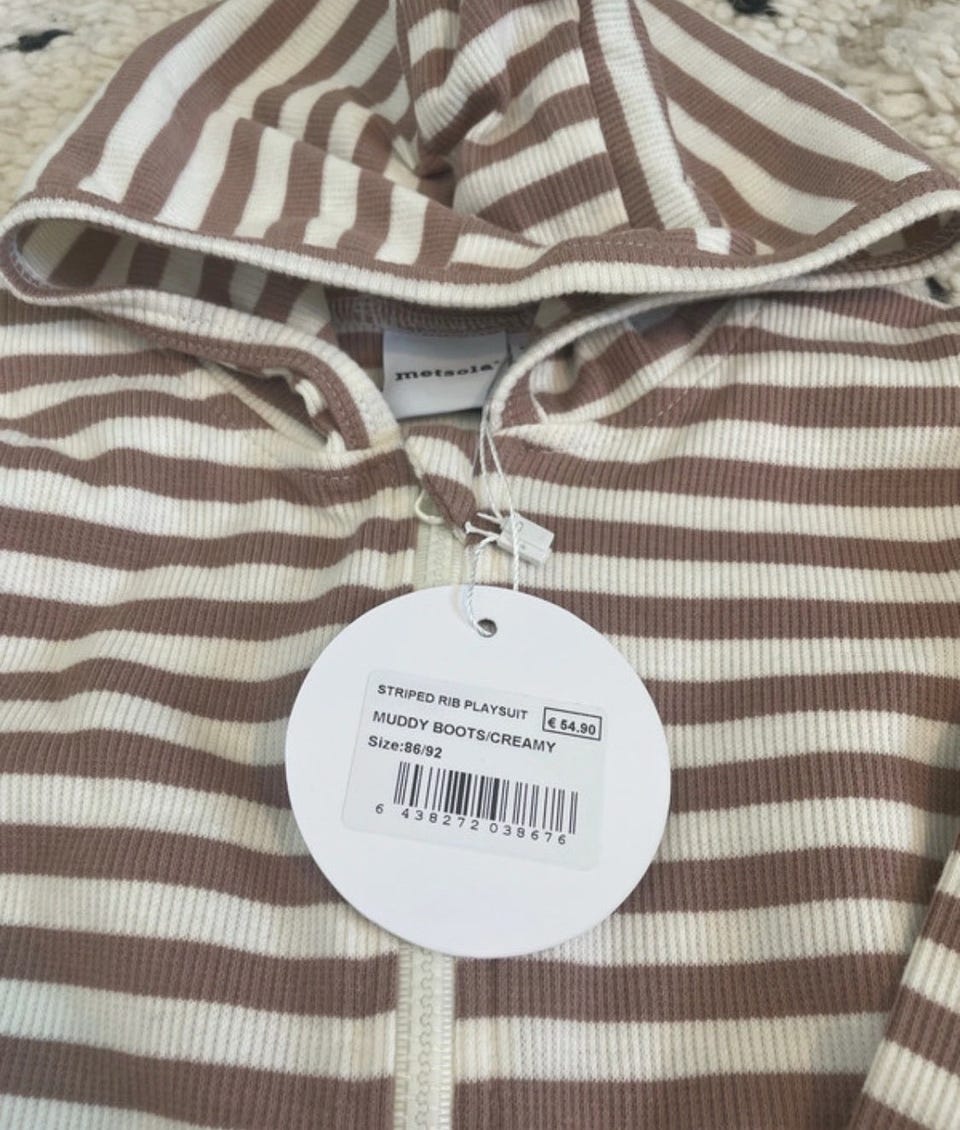 metsola
STRIPED RIB PLAYSUIT
€ 54.90
MUDDY BOOTS/CREAMY
Size:86/92
6 438272 038676